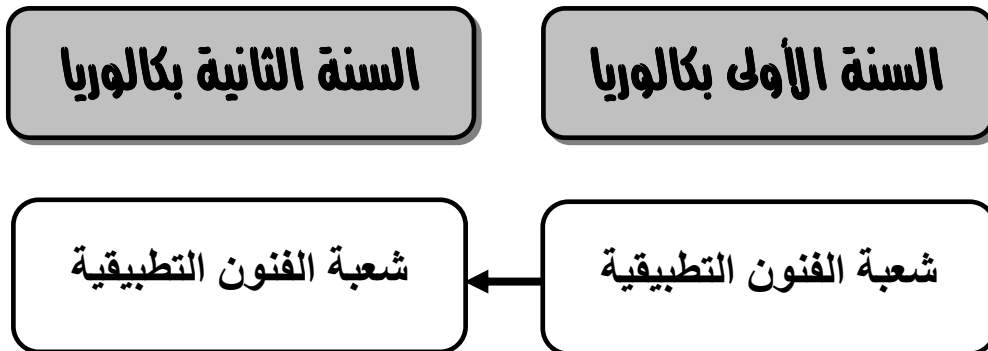 السنة الأولى بكالوريا
السنة الثانية بكالوريا
شعبة الفنون التطبيقية
شعبة الفنون التطبيقية